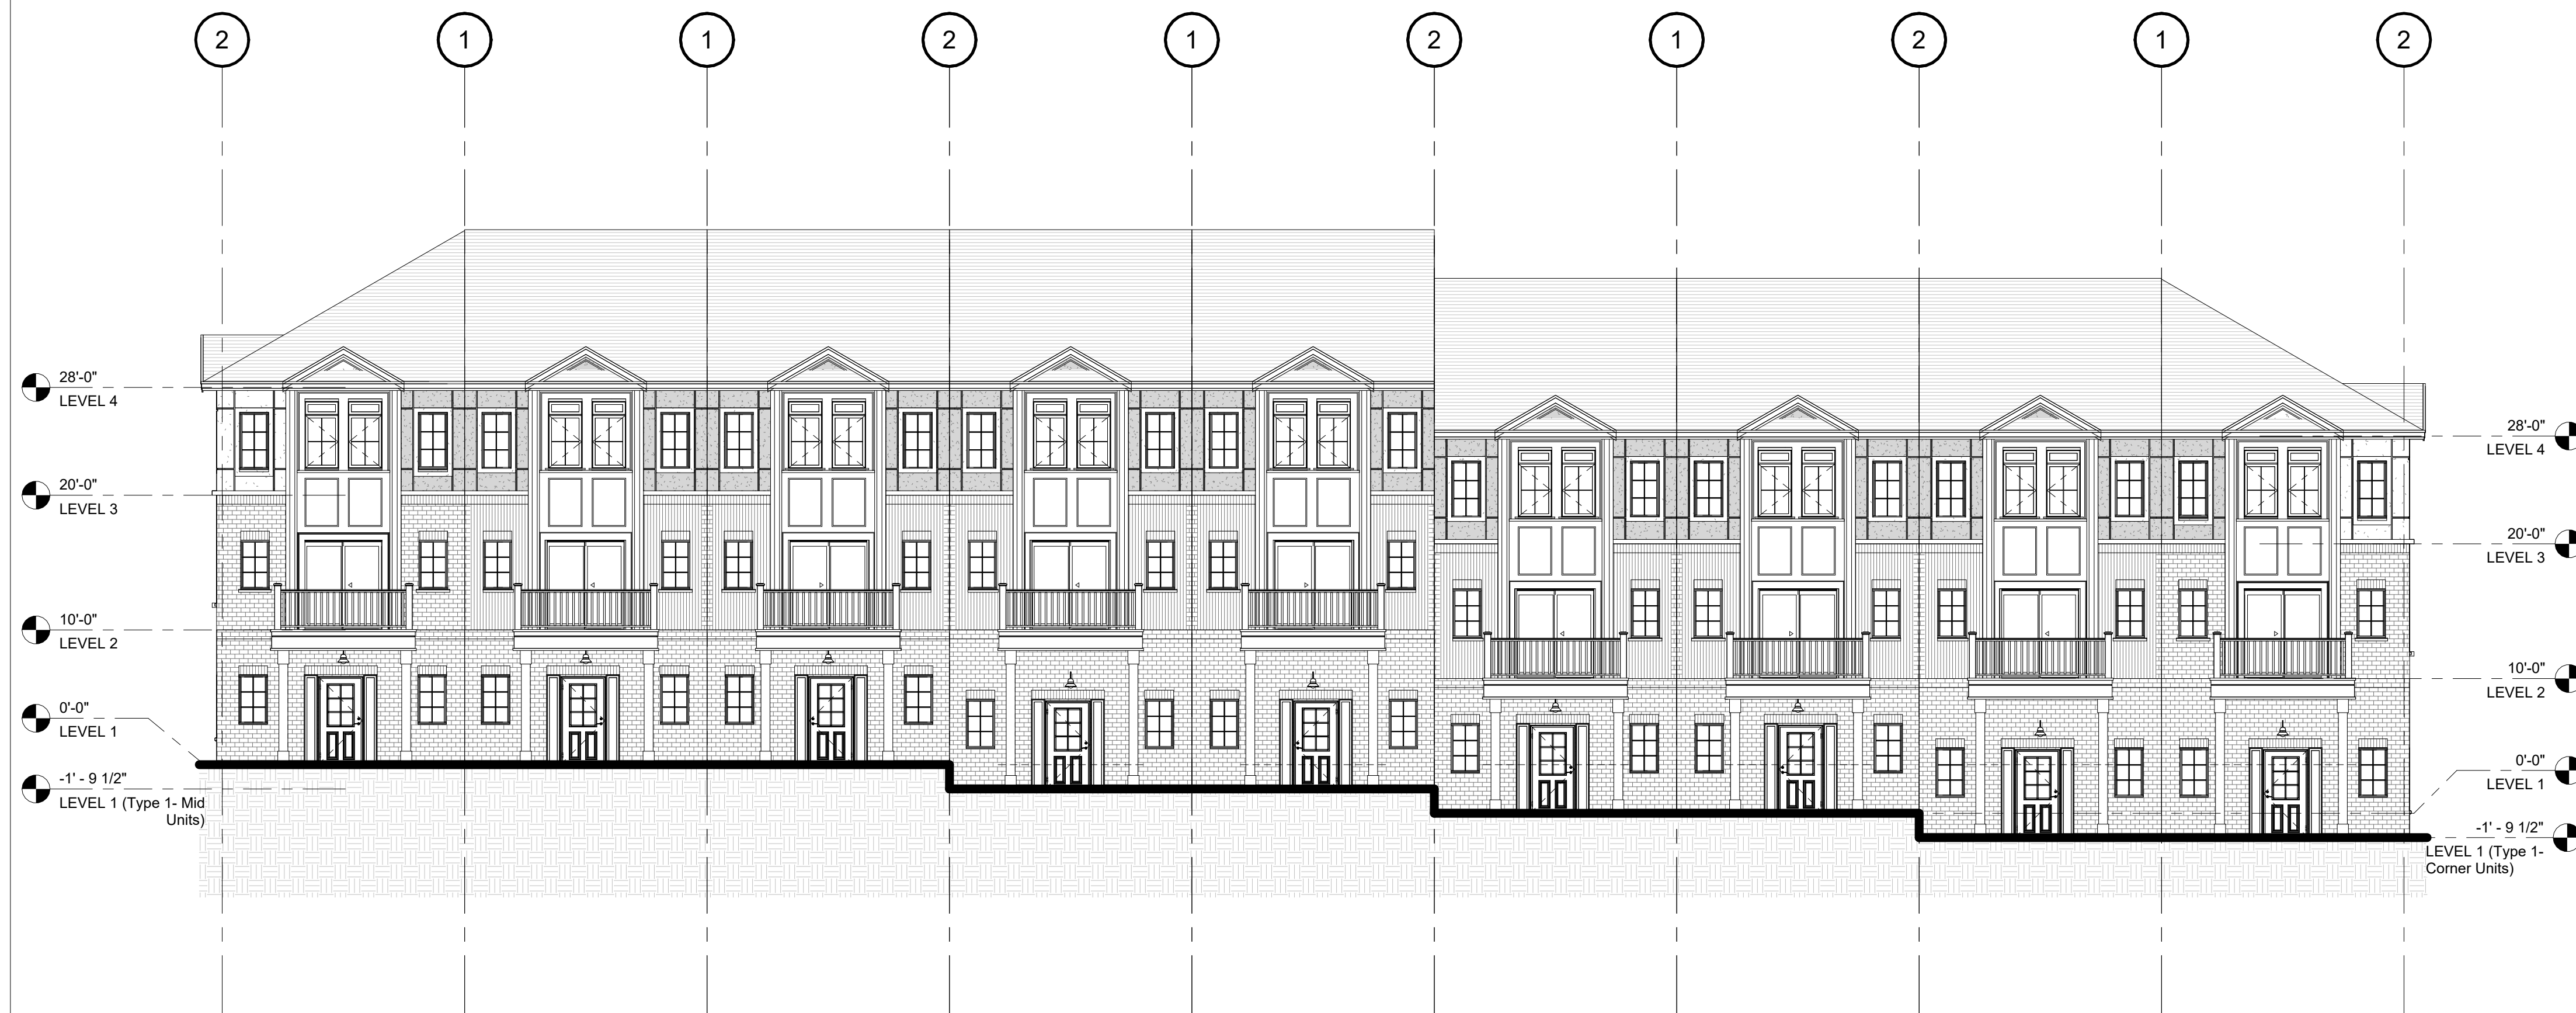 2 1 1 2 1 2 1 2 1 2
28'-0"
LEVEL 4
20'-0"
LEVEL 3
10'-0"
LEVEL 2
0'-0"
LEVEL 1
-1' - 9 1/2"
LEVEL 1 (Type 1- Mid
Units)
28'-0"
LEVEL 4
20'-0"
LEVEL 3
10'-0"
LEVEL 2
0'-0"
LEVEL 1
-1' - 9 1/2"
LEVEL 1 (Type 1-
Corner Units)